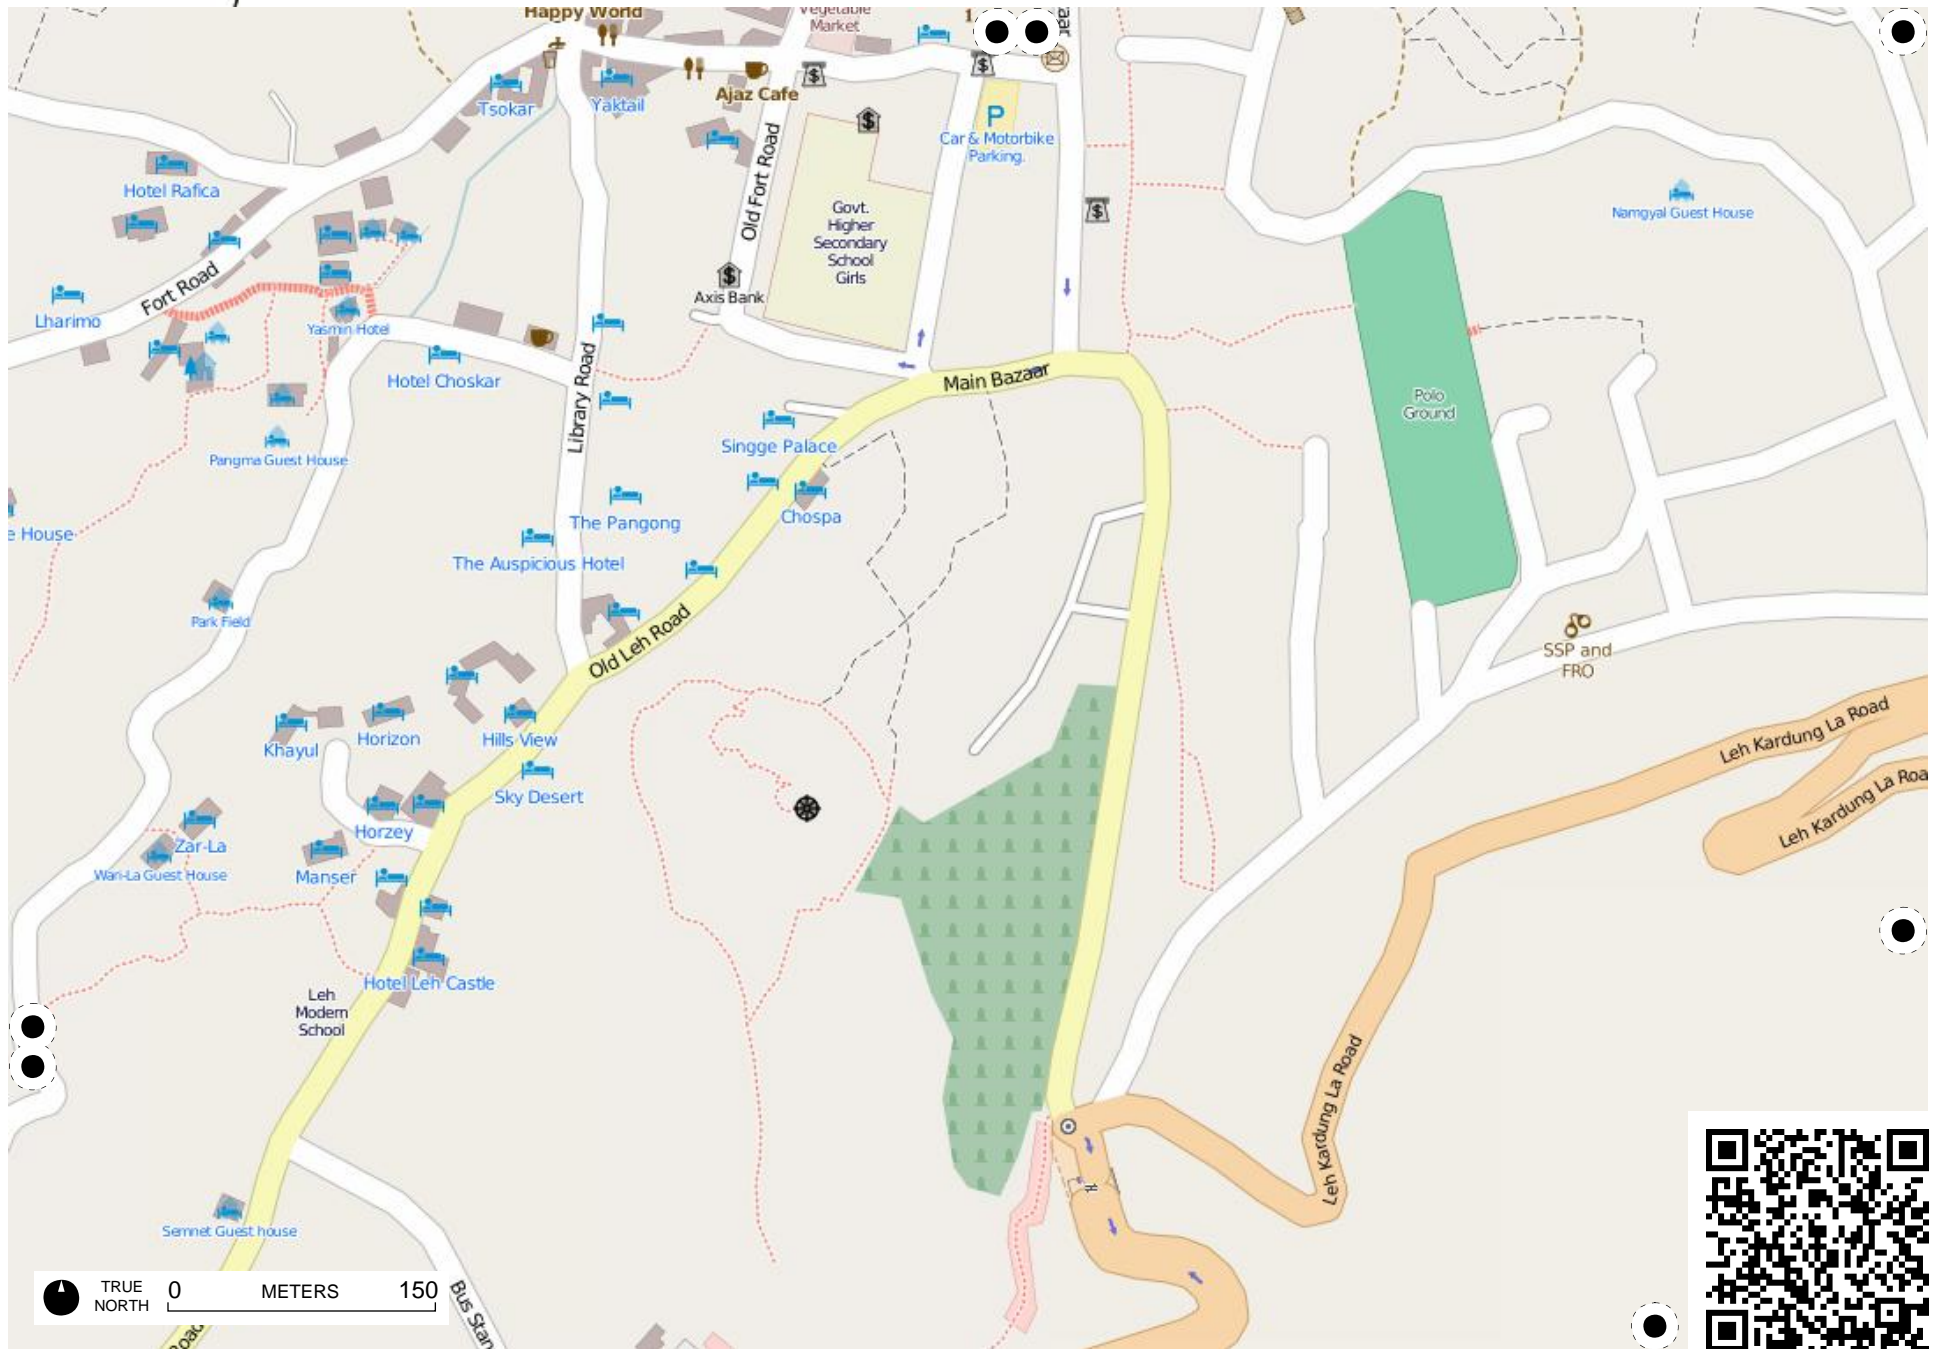 Happy World
Vegetable
Market
Tsokar
Yaktail
Ajaz Cafe
P
Car & Motorbike
Parking.
Old Fort Road
Hotel Rafica
Govt.
Higher
Secondary
School
Girls
Namgyal Guest House
Fort Road
Lharimo
Yasmin Hotel
Axis Bank
Hotel Choskar
Library Road
Main Bazaar
Polo
Ground
Singge Palace
Pangma Guest House
Chospa
The Pangong
e House
The Auspicious Hotel
Park Field
Old Leh Road
SSP and
FRO
Khayul
Horizon
Hills View
Leh Kardung La Road
Sky Desert
Leh Kardung La Roa
Horzey
Zar-La
Wari-La Guest House
Manser
Hotel Leh Castle
Leh
Modern
School
Leh Kardung La Road
Semnet Guest house
TRUE
NORTH
0 METERS 150
Bus Stan
Road